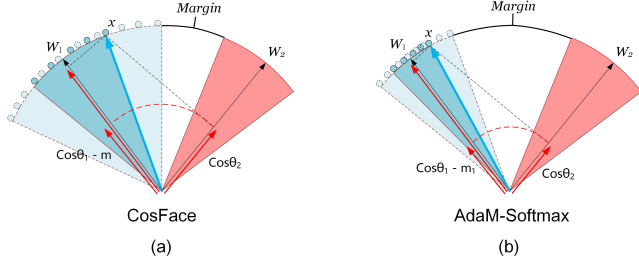 Margin
x
W₁
W₂
Cosθ₁ - m
Cosθ₂
CosFace
(a)
Margin
x
W₁
W₂
Cosθ₁ - m₁
Cosθ₂
AdaM-Softmax
(b)